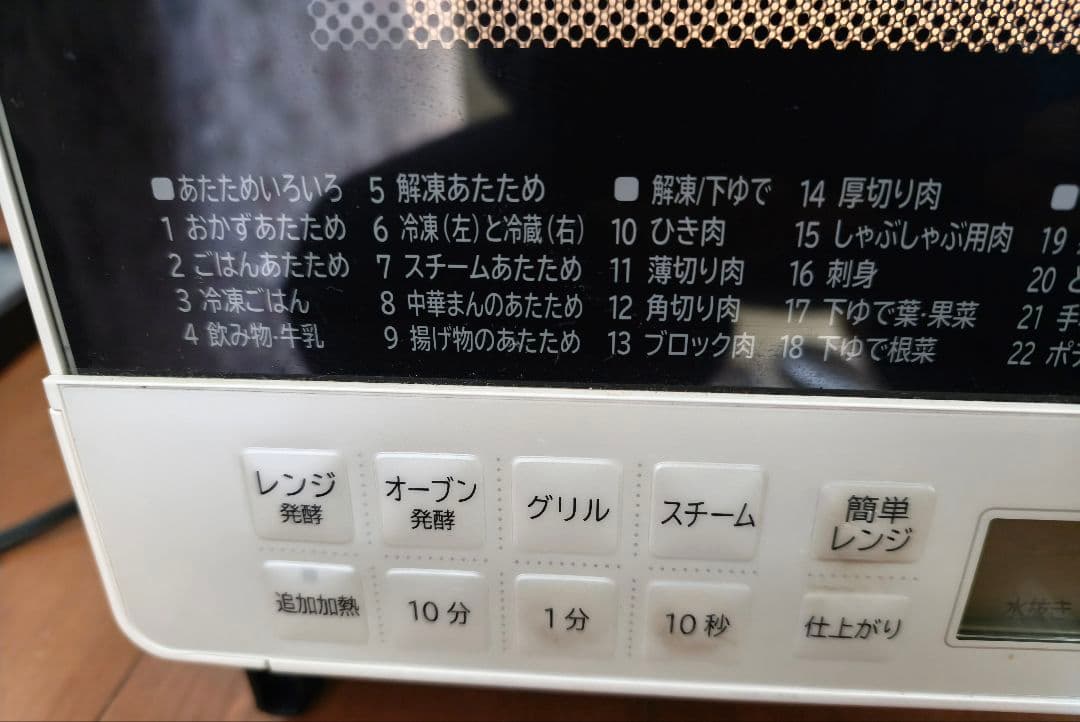 ■あたためいろいろ
1 おかずあたため
2 ごはんあたため
3 冷凍ごはん
4 飲み物・牛乳
5 解凍あたため
6 冷凍(左)と冷蔵(右)
7 スチームあたため
8 中華まんのあたため
9 揚げ物のあたため
■解凍/下ゆで
10 ひき肉
11 薄切り肉
12 角切り肉
13 ブロック肉
14 厚切り肉
15 しゃぶしゃぶ用肉
16 刺身
17 下ゆで葉・果菜
18 下ゆで根菜
■
19
20 と
21 手
22 ポテ
レンジ
発酵
オーブン
発酵
グリル
スチーム
簡単
レンジ
追加加熱
10分
1分
10秒
仕上がり
水抜き